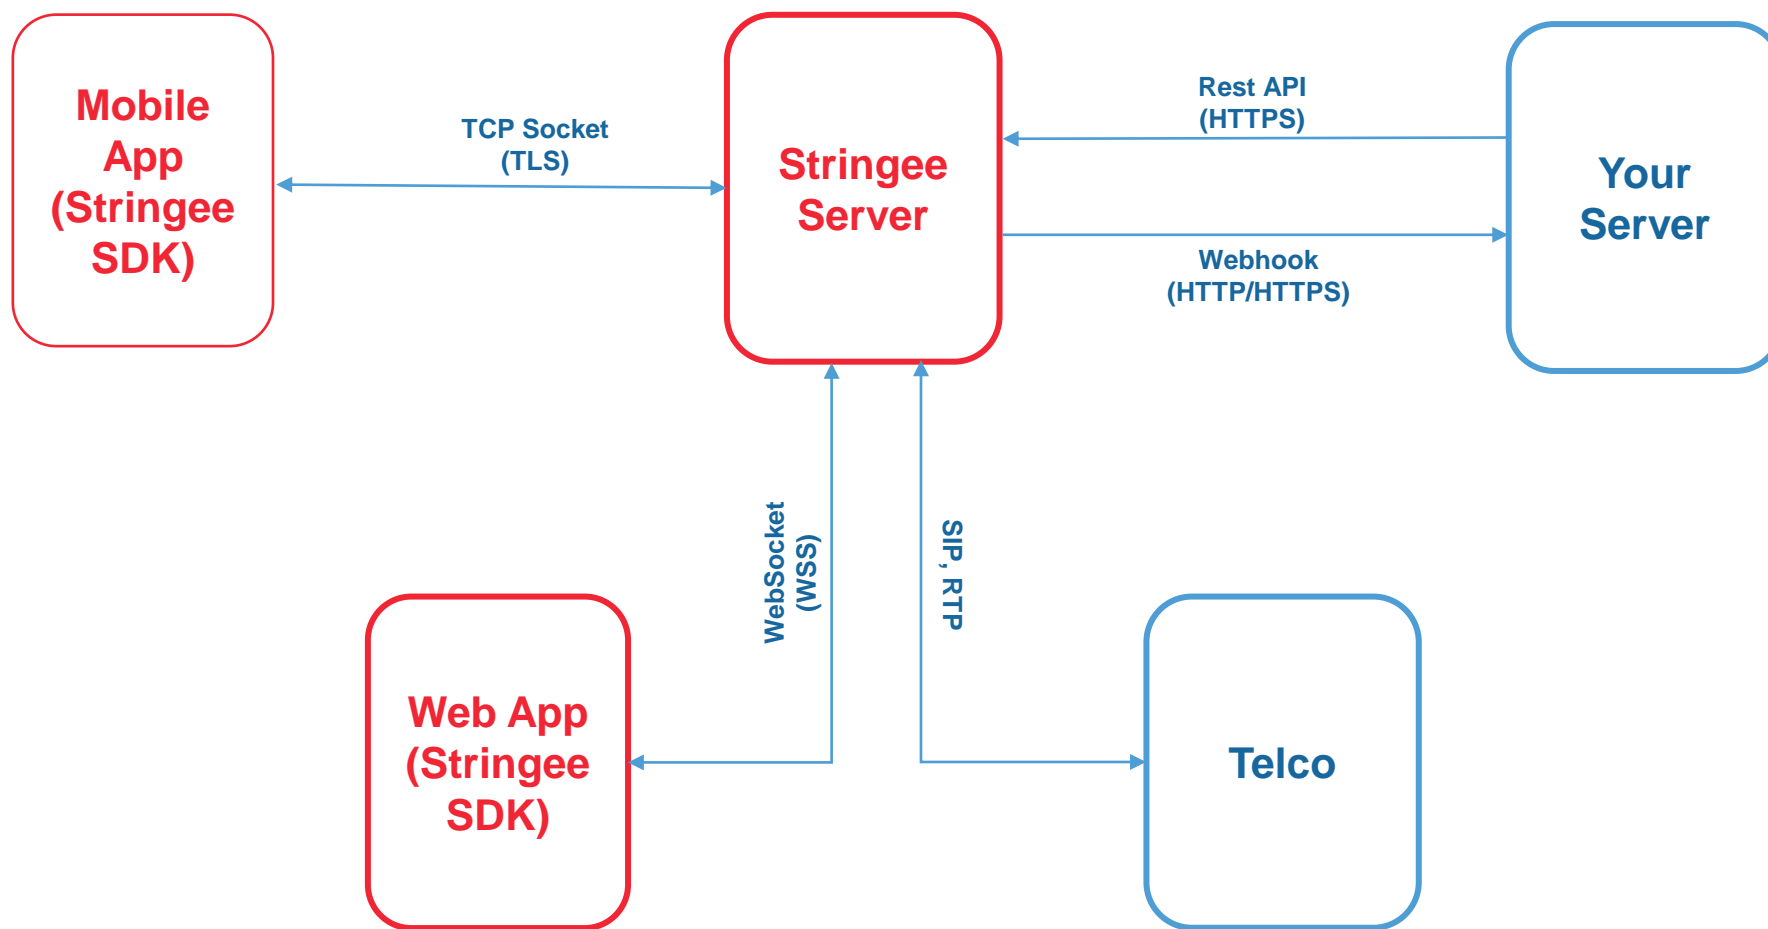 Mobile
App
(Stringee
SDK)
TCP Socket
(TLS)
Stringee
Server
Rest API
(HTTPS)
Webhook
(HTTP/HTTPS)
Your
Server
WebSocket
(WSS)
SIP, RTP
Web App
(Stringee
SDK)
Telco